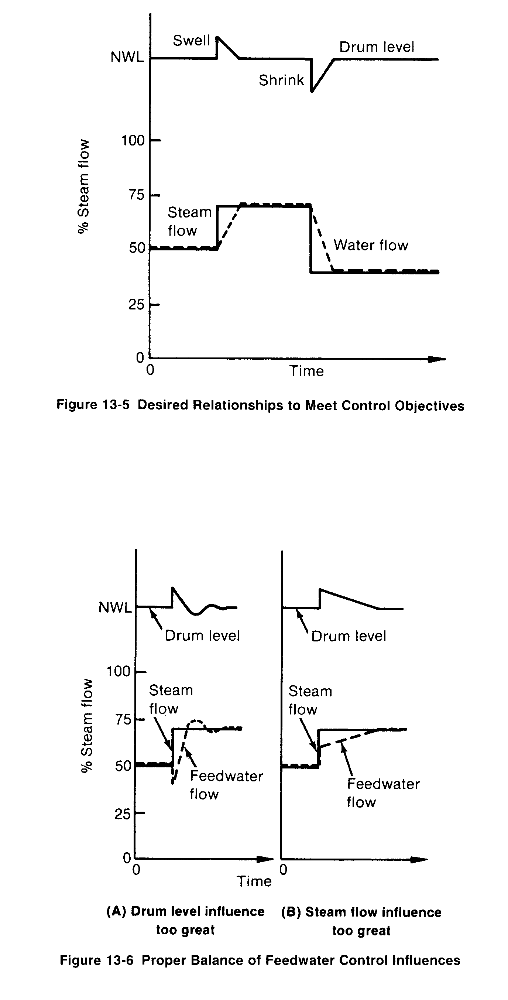 Swell
Drum level
NWL
Shrink
100
% Steam flow
75
Steam
flow
50
Water flow
25
0
0
Time
Figure 13-5 Desired Relationships to Meet Control Objectives
NWL
Drum level
Drum level
100
% Steam flow
Steam
flow
Steam
flow
75
50
Feedwater
flow
Feedwater
flow
25
0
0
0
Time
(A) Drum level influence
too great
(B) Steam flow influence
too great
Figure 13-6 Proper Balance of Feedwater Control Influences